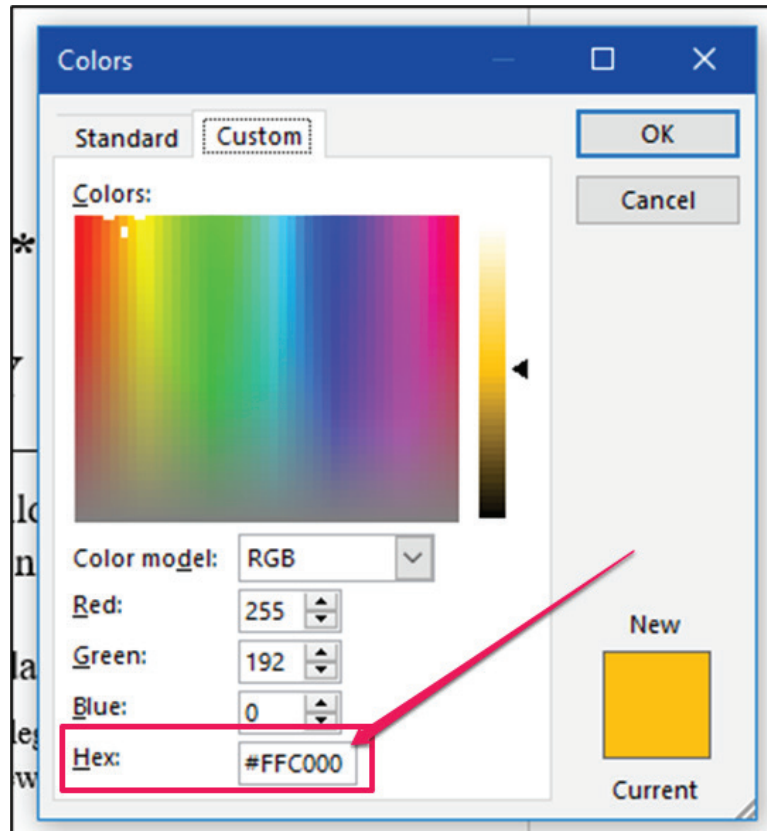 Colors
Standard Custom
OK
Cancel
Colors:
Color model: RGB
Red: 255
Green: 192
Blue: 0
Hex: #FFC000
New
Current